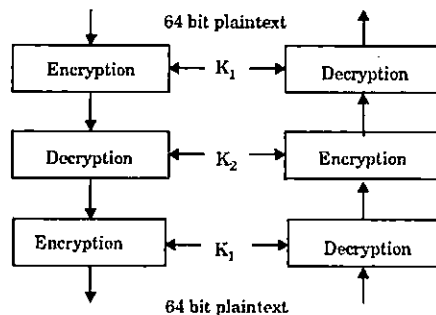 64 bit plaintext
Encryption K₁ Decryption
Decryption K₂ Encryption
Encryption K₁ Decryption
64 bit plaintext